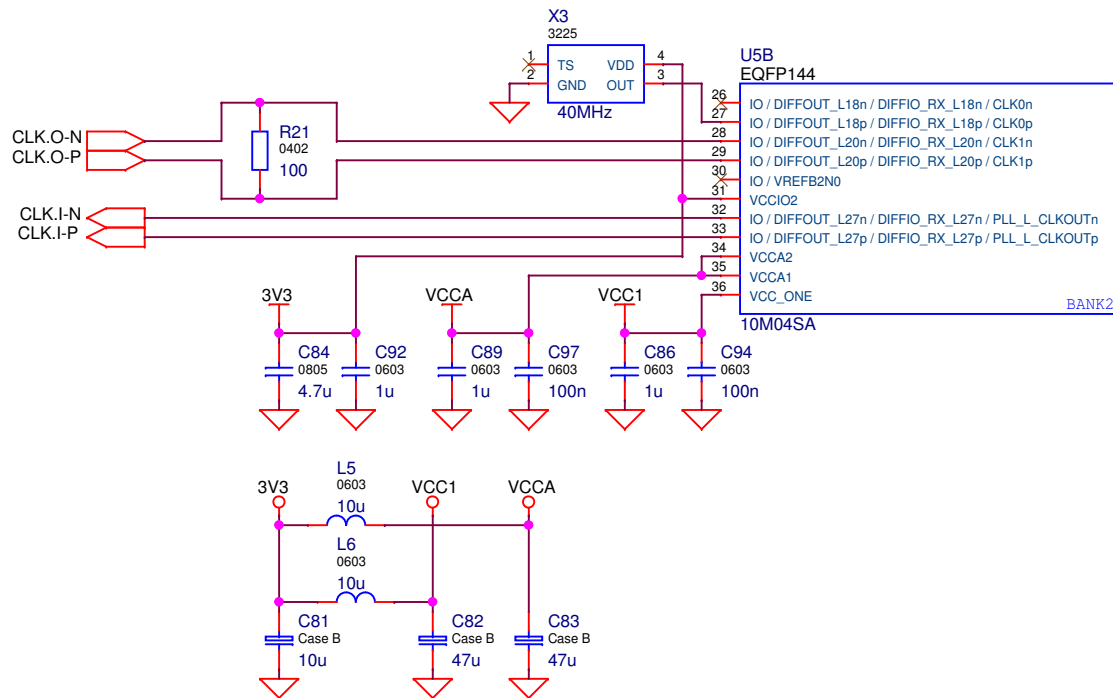 X3
3225
1
TS
VDD
4
2
GND
OUT
3
40MHz
U5B
EQFP144
26
IO / DIFFOUT_L18n / DIFFIO_RX_L18n / CLK0n
27
IO / DIFFOUT_L18p / DIFFIO_RX_L18p / CLK0p
28
IO / DIFFOUT_L20n / DIFFIO_RX_L20n / CLK1n
29
IO / DIFFOUT_L20p / DIFFIO_RX_L20p / CLK1p
30
IO / VREFB2N0
31
VCCIO2
32
IO / DIFFOUT_L27n / DIFFIO_RX_L27n / PLL_L_CLKOUTn
33
IO / DIFFOUT_L27p / DIFFIO_RX_L27p / PLL_L_CLKOUTp
34
VCCA2
35
VCCA1
36
VCC_ONE
BANK2
10M04SA
CLK.O-N
CLK.O-P
R21
0402
100
CLK.I-N
CLK.I-P
3V3
VCCA
VCC1
C84
0805
4.7u
C92
0603
1u
C89
0603
1u
C97
0603
100n
C86
0603
1u
C94
0603
100n
3V3
L5
0603
10u
VCC1
VCCA
L6
0603
10u
C81
Case B
10u
C82
Case B
47u
C83
Case B
47u